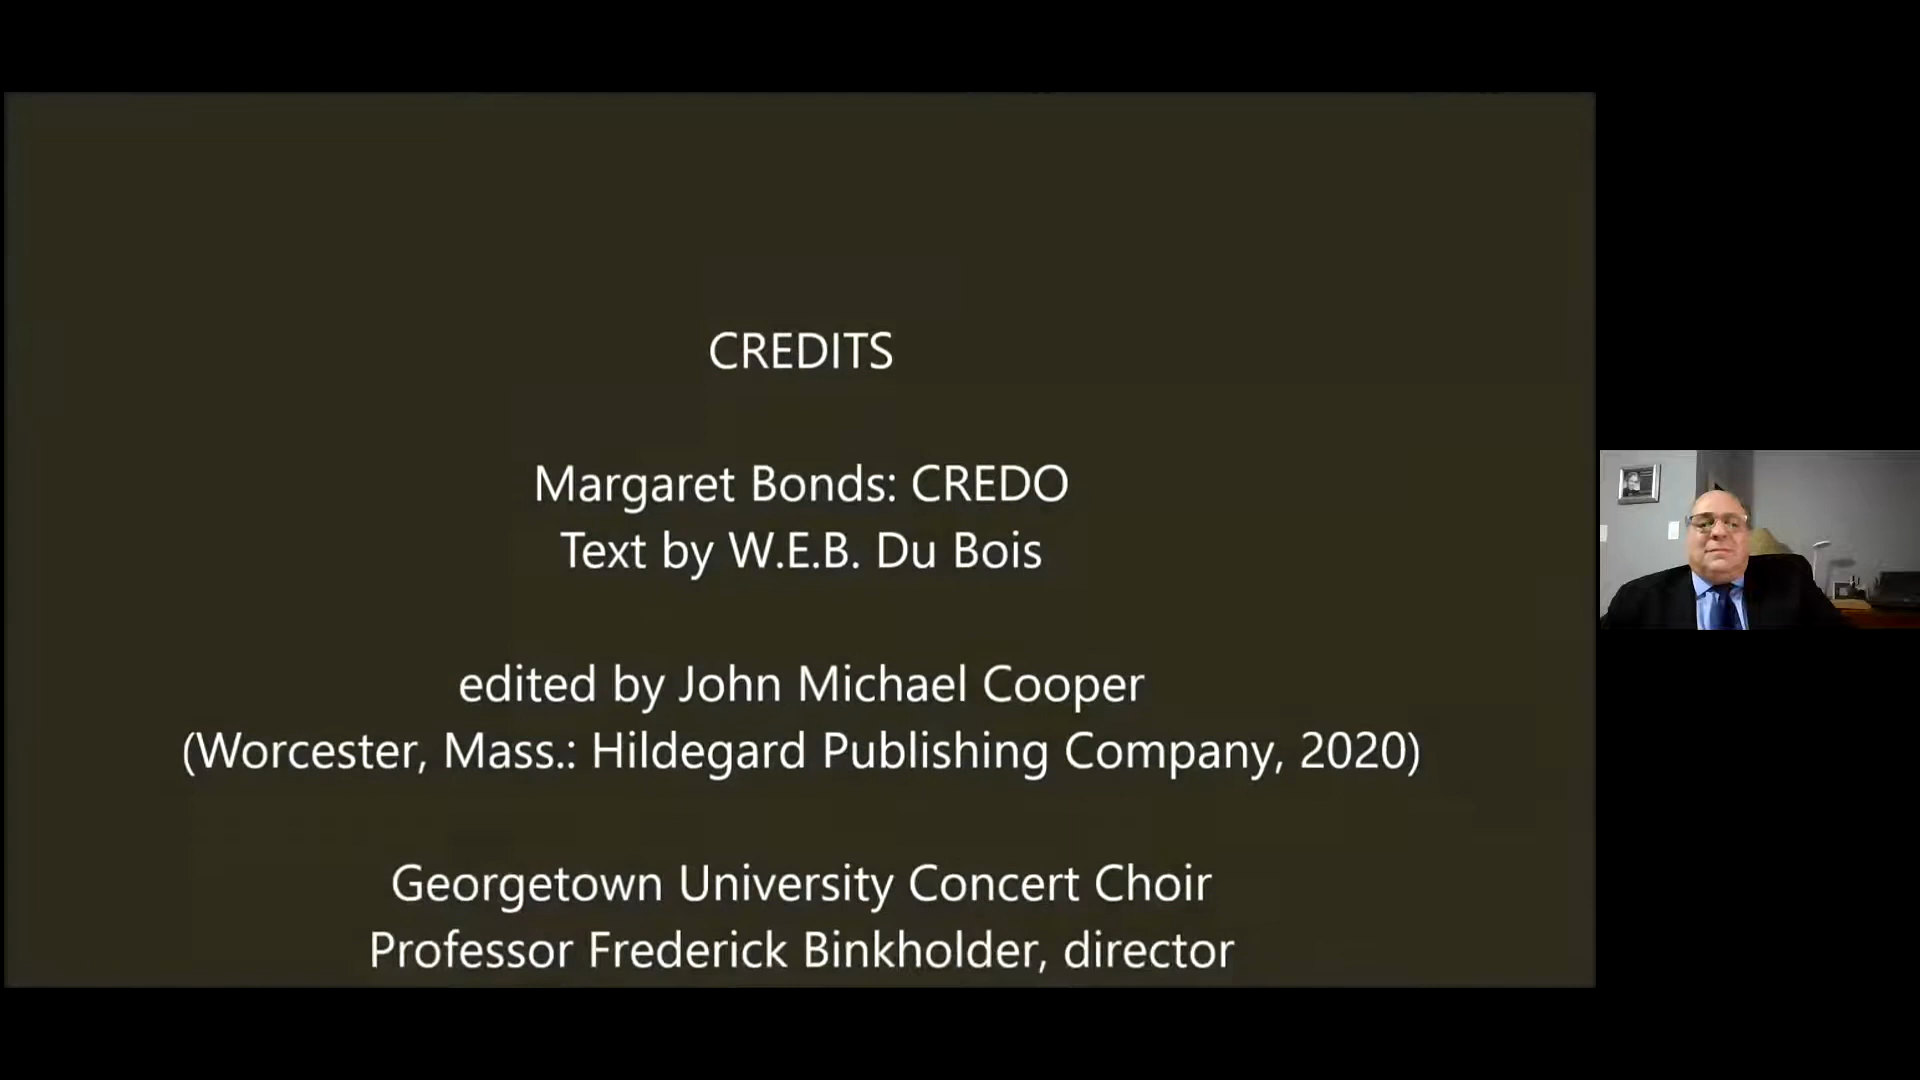 CREDITS
Margaret Bonds: CREDO
Text by W.E.B. Du Bois
edited by John Michael Cooper
(Worcester, Mass.: Hildegard Publishing Company, 2020)
Georgetown University Concert Choir
Professor Frederick Binkholder, director